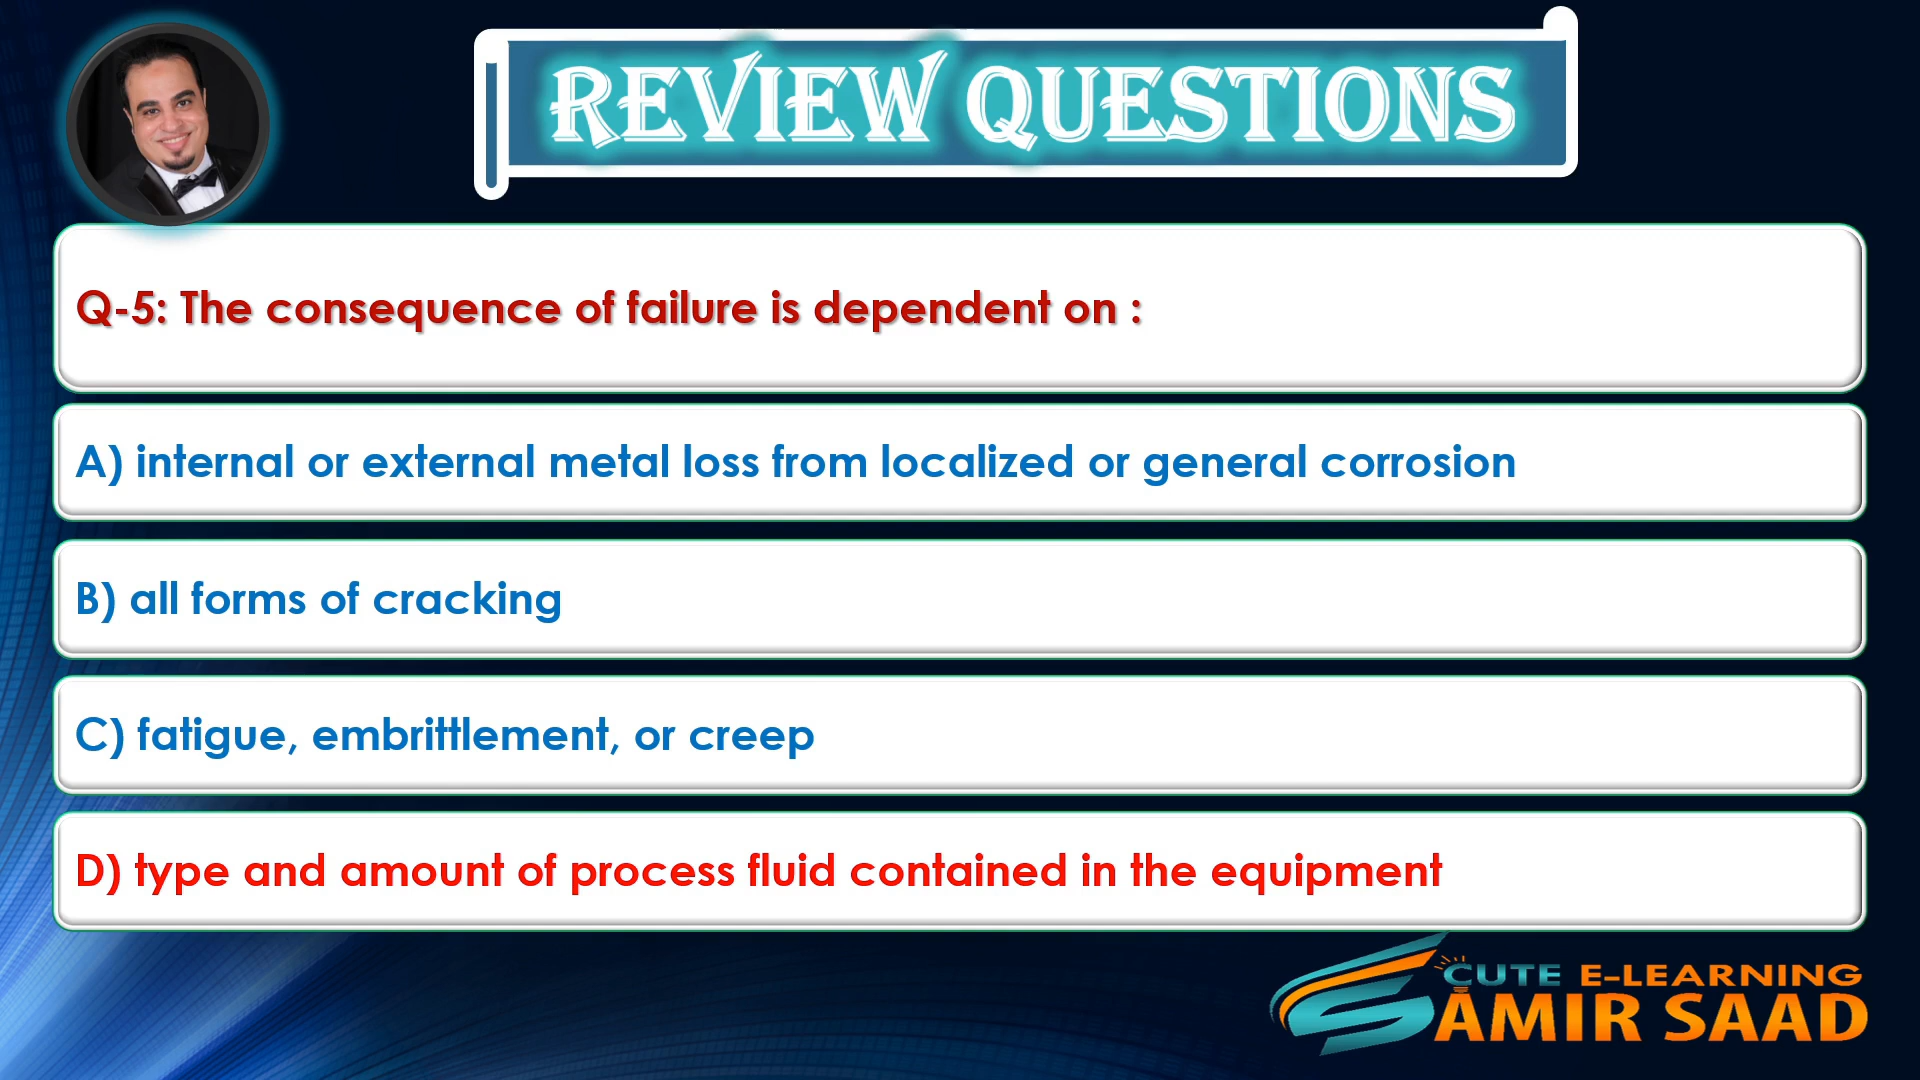 REVIEW QUESTIONS
Q-5: The consequence of failure is dependent on :
A) internal or external metal loss from localized or general corrosion
B) all forms of cracking
C) fatigue, embrittlement, or creep
D) type and amount of process fluid contained in the equipment
CUTE E-LEARNING
AMIR SAAD